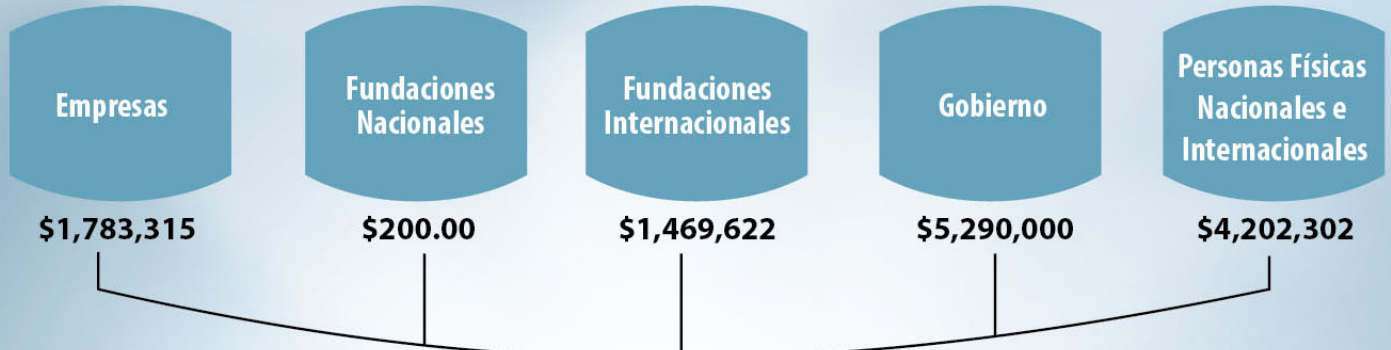 Empresas
$1,783,315
Fundaciones
Nacionales
$200.00
Fundaciones
Internacionales
$1,469,622
Gobierno
$5,290,000
Personas Físicas
Nacionales e
Internacionales
$4,202,302